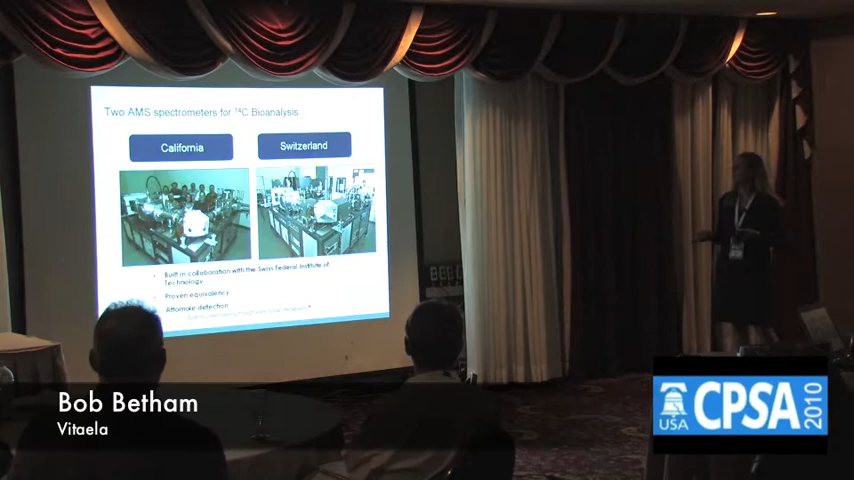 Two AMS spectrometers for ¹⁴C Bioanalysis
California
Switzerland
Built in collaboration with the Swiss Federal Institute of
Technology
Proven equivalency
Attomole detection
Bob Betham
Vitaela
USA
CPSA
2010